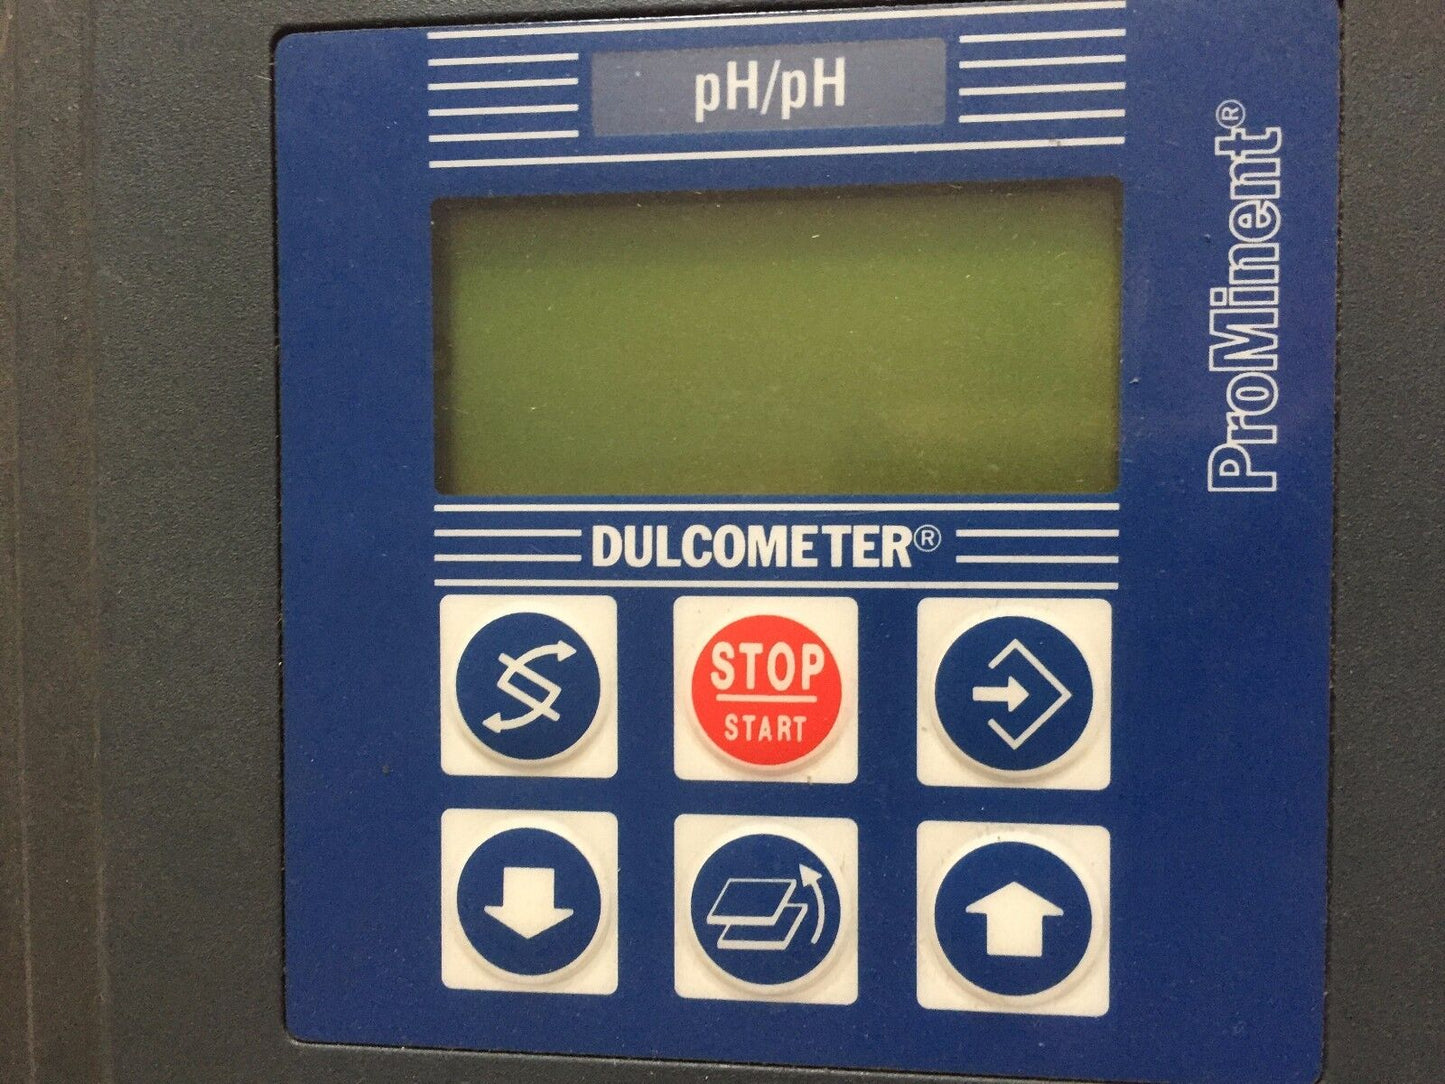 pH/pH
ProMinent®
DULCOMETER®
STOP
START